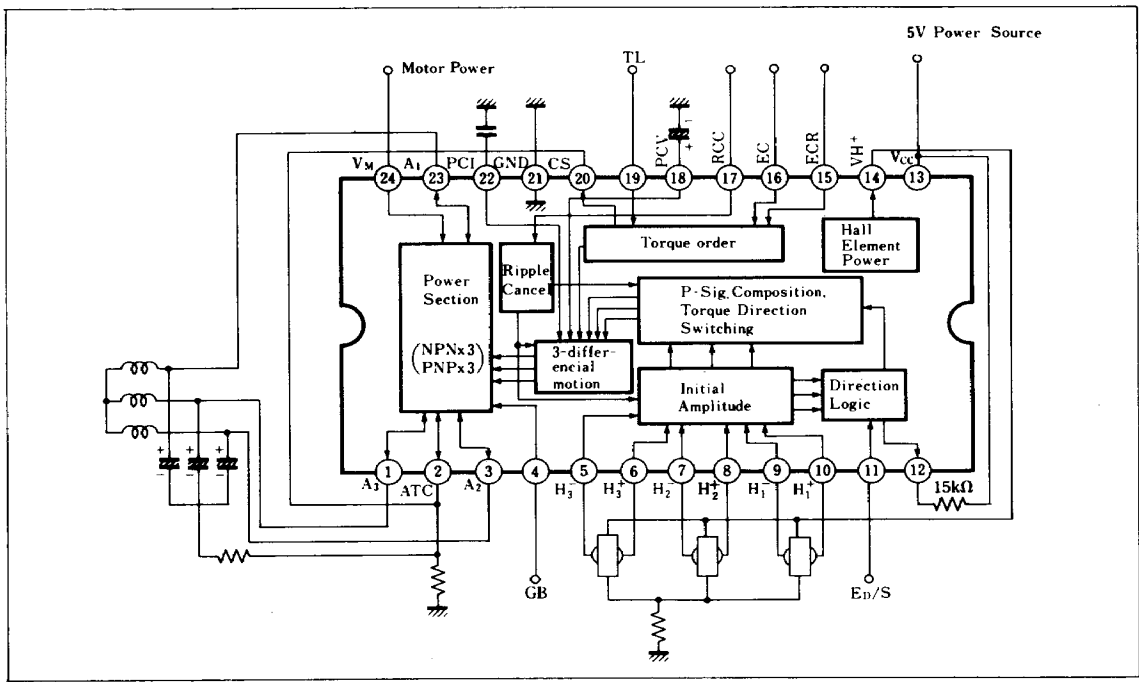 5V Power Source
Motor Power
TL
VM
A1
PCI
GND
CS
PCV
RCC
EC
ECR
VH+
VCC
+
−
24
23
22
21
20
19
18
17
16
15
14
13
Power
Section
(NPNx3)
(PNPx3)
Ripple
Cancel
Torque order
Hall
Element
Power
P-Sig, Composition,
Torque Direction
Switching
3-differ-
encial
motion
Initial
Amplitude
Direction
Logic
+
+
+
−
−
−
1
2
3
4
5
6
7
8
9
10
11
12
A3
ATC
A2
H3−
H3+
H2−
H2+
H1−
H1+
15kΩ
GB
ED/S